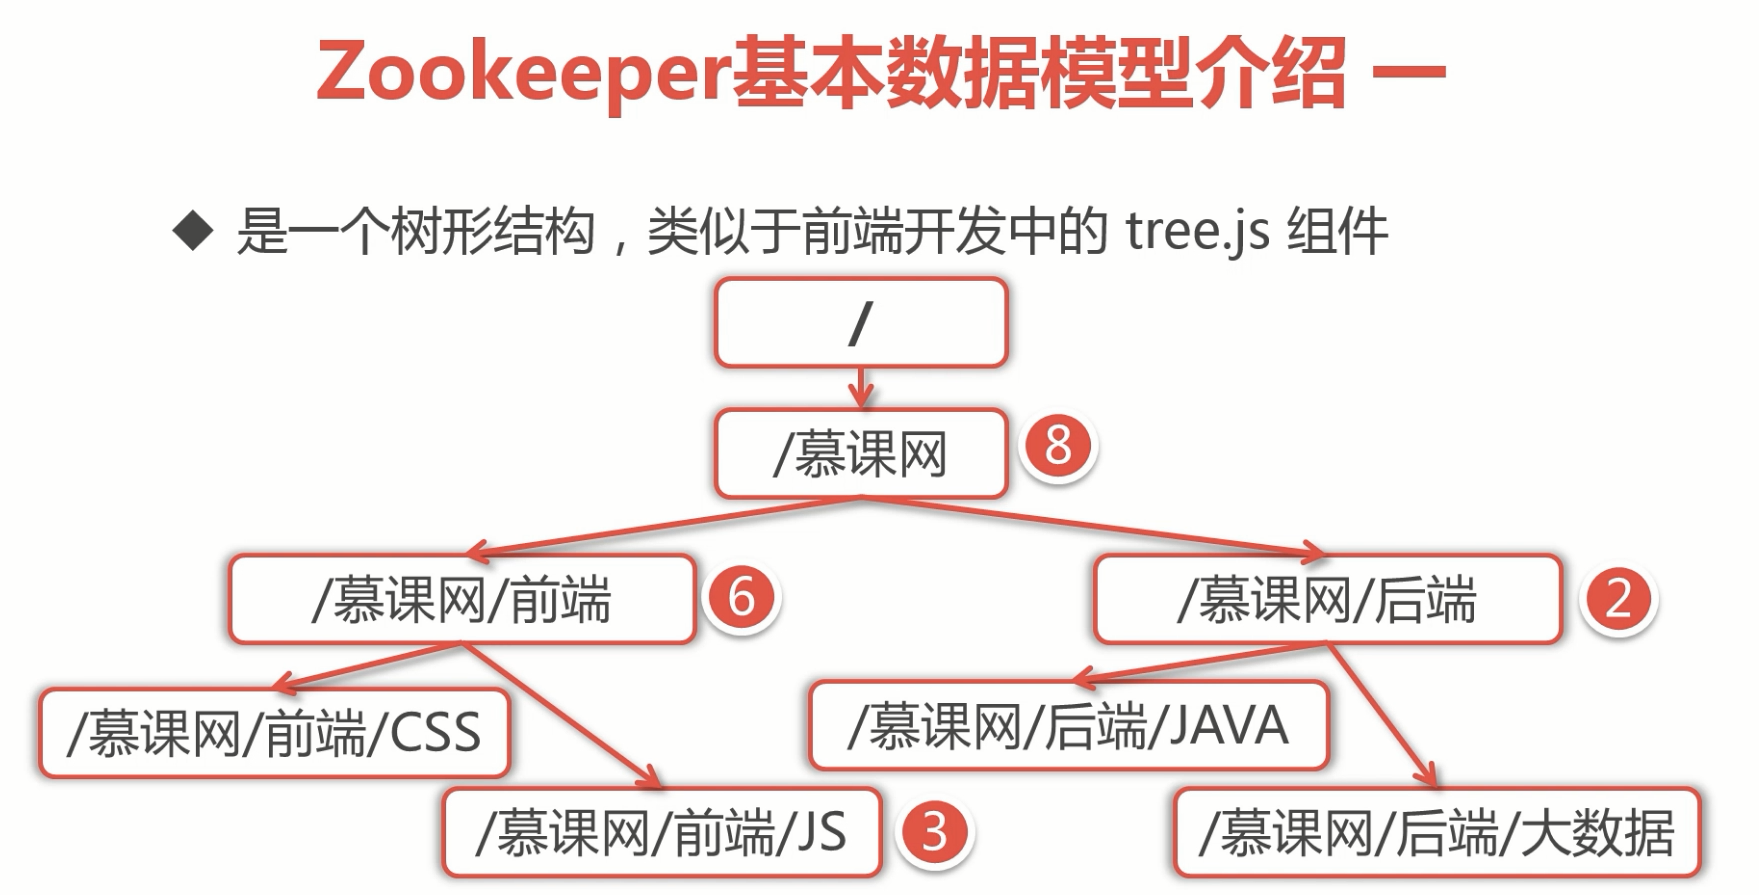 Zookeeper基本数据模型介绍 一
◆ 是一个树形结构，类似于前端开发中的 tree.js 组件
/
/慕课网
8
/慕课网/前端
6
/慕课网/后端
2
/慕课网/前端/CSS
/慕课网/后端/JAVA
/慕课网/前端/JS
3
/慕课网/后端/大数据